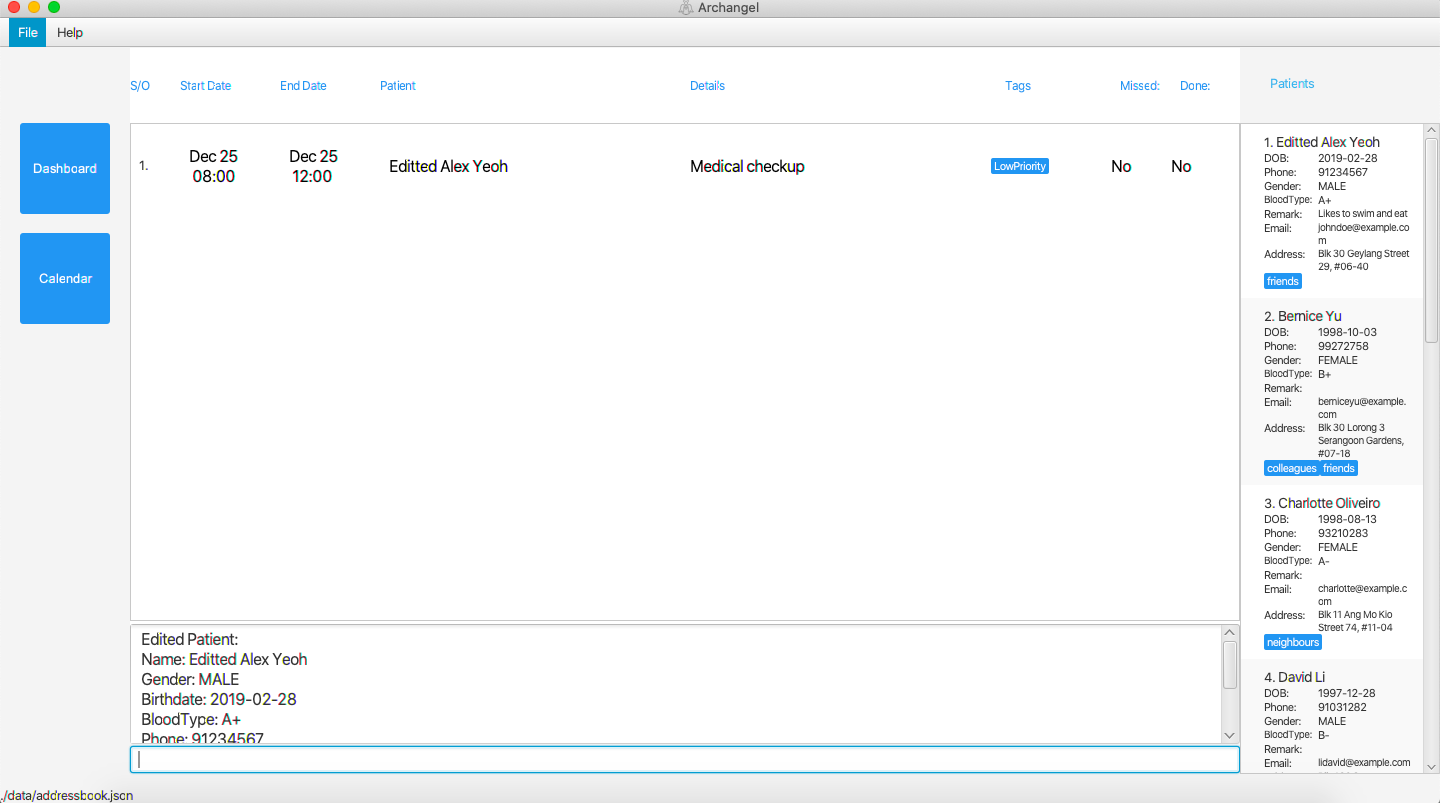 Archangel
File Help
S/O Start Date End Date Patient Details Tags Missed: Done:
Patients
Dashboard
Calendar
1. Dec 25 Dec 25 Editted Alex Yeoh Medical checkup LowPriority No No
08:00 12:00
1. Editted Alex Yeoh
DOB: 2019-02-28
Phone: 91234567
Gender: MALE
BloodType: A+
Remark: Likes to swim and eat
Email: johndoe@example.co
m
Address: Blk 30 Geylang Street
29, #06-40
friends
2. Bernice Yu
DOB: 1998-10-03
Phone: 99272758
Gender: FEMALE
BloodType: B+
Remark:
Email: berniceyu@example.
com
Address: Blk 30 Lorong 3
Serangoon Gardens,
#07-18
colleagues friends
3. Charlotte Oliveiro
DOB: 1998-08-13
Phone: 93210283
Gender: FEMALE
BloodType: A-
Remark:
Email: charlotte@example.c
om
Address: Blk 11 Ang Mo Kio
Street 74, #11-04
neighbours
4. David Li
DOB: 1997-12-28
Phone: 91031282
Gender: MALE
BloodType: B-
Remark:
Email: lidavid@example.com
Edited Patient:
Name: Editted Alex Yeoh
Gender: MALE
Birthdate: 2019-02-28
BloodType: A+
Phone: 91234567
./data/addressbook.json